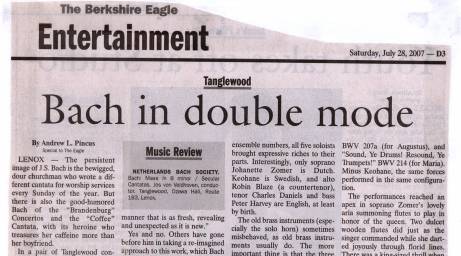 The Berkshire Eagle
Entertainment
Saturday, July 28, 2007 — D3
Tanglewood
Bach in double mode
By Andrew L. Pincus
Special to The Eagle
LENOX — The persistent
image of J.S. Bach is the bewigged,
dour churchman who wrote a dif-
ferent cantata for worship services
every Sunday of the year. But
there is also the good-humored
Bach of the "Brandenburg"
Concertos and the "Coffee"
Cantata, with its heroine who
treasures her caffeine more than
her boyfriend.
In a pair of Tanglewood con-
Music Review
NETHERLANDS BACH SOCIETY.
Bach: Mass in B minor / Secular
Cantatas. Jos van Veldhoven, conduc-
tor. Tanglewood, Ozawa Hall, Route
183, Lenox.
manner that is as fresh, revealing
and unexpected as it is new."
Yes and no. Others have gone
before him in taking a re-imagined
approach to this work, which Bach
ensemble numbers, all five soloists
brought expressive riches to their
parts. Interestingly, only soprano
Johannette Zomer is Dutch.
Keohane is Swedish, and alto
Robin Blaze (a countertenor),
tenor Charles Daniels and bass
Peter Harvey are English, at least
by birth.
The old brass instruments (espe-
cially the solo horn) sometimes
misbehaved, as old brass instru-
ments usually do. The more
important thing is that the three
BWV 207a (for Augustus), and
"Sound, Ye Drums! Resound, Ye
Trumpets!" BWV 214 (for Maria).
Minus Keohane, the same forces
performed in the same configura-
tion.
The performances reached an
apex in soprano Zomer's lovely
aria summoning flutes to play in
honor of the queen. Two dulcet
wooden flutes did just as the
singer commanded while she dart-
ed joyously through florid lines.
There was a wonderful trum-